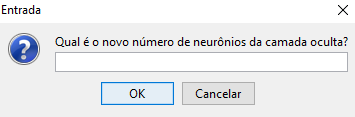 Entrada
Qual é o novo número de neurônios da camada oculta?
OK Cancelar